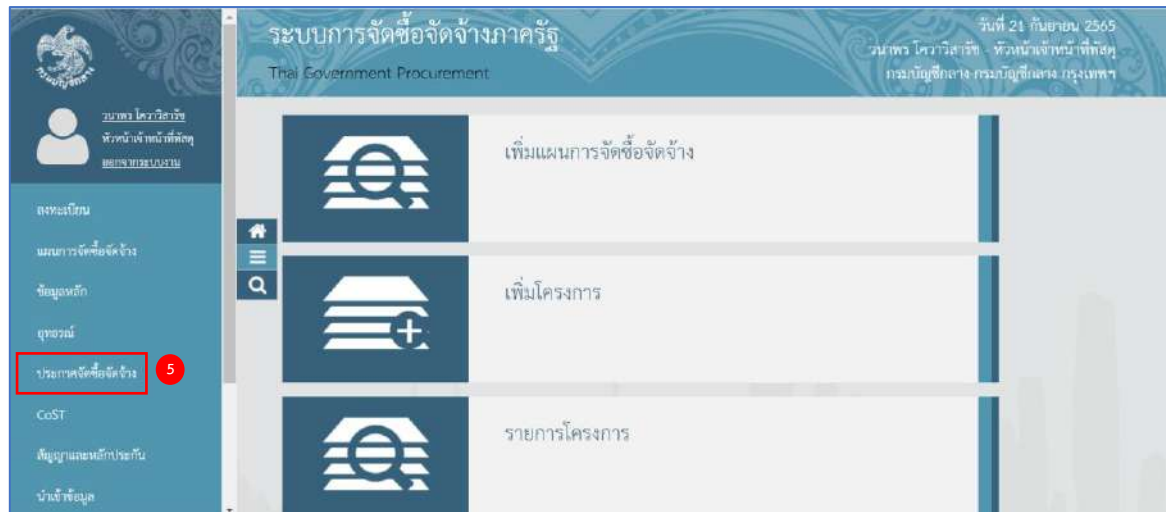 ระบบการจัดซื้อจัดจ้างภาครัฐ
Thai Government Procurement
วันที่ 21 กันยายน 2565
วนาพร โควาวิสารัช - หัวหน้าเจ้าหน้าที่พัสดุ
กรมบัญชีกลาง กรมบัญชีกลาง กรุงเทพฯ
กรมบัญชีกลาง
วนาพร โควาวิสารัช
หัวหน้าเจ้าหน้าที่พัสดุ
ออกจากระบบงาน
ลงทะเบียน
แผนการจัดซื้อจัดจ้าง
ข้อมูลหลัก
อุทธรณ์
ประกาศจัดซื้อจัดจ้าง
5
CoST
สัญญาและหลักประกัน
นำเข้าข้อมูล
เพิ่มแผนการจัดซื้อจัดจ้าง
เพิ่มโครงการ
รายการโครงการ